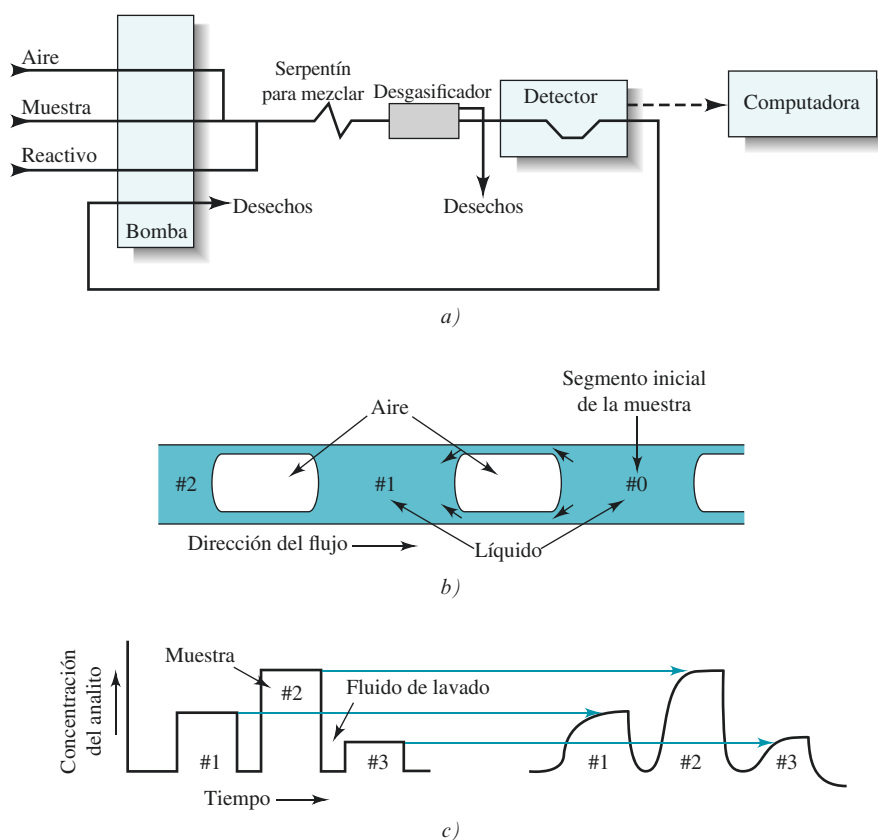 Aire
Muestra
Reactivo
Bomba
Desechos
Serpentín
para mezclar
Desgasificador
Desechos
Detector
Computadora
a)
Segmento inicial
de la muestra
Aire
#2
#1
#0
Dirección del flujo
Líquido
b)
Concentración
del analito
Muestra
#2
Fluido de lavado
#1
#3
Tiempo
#1
#2
#3
c)